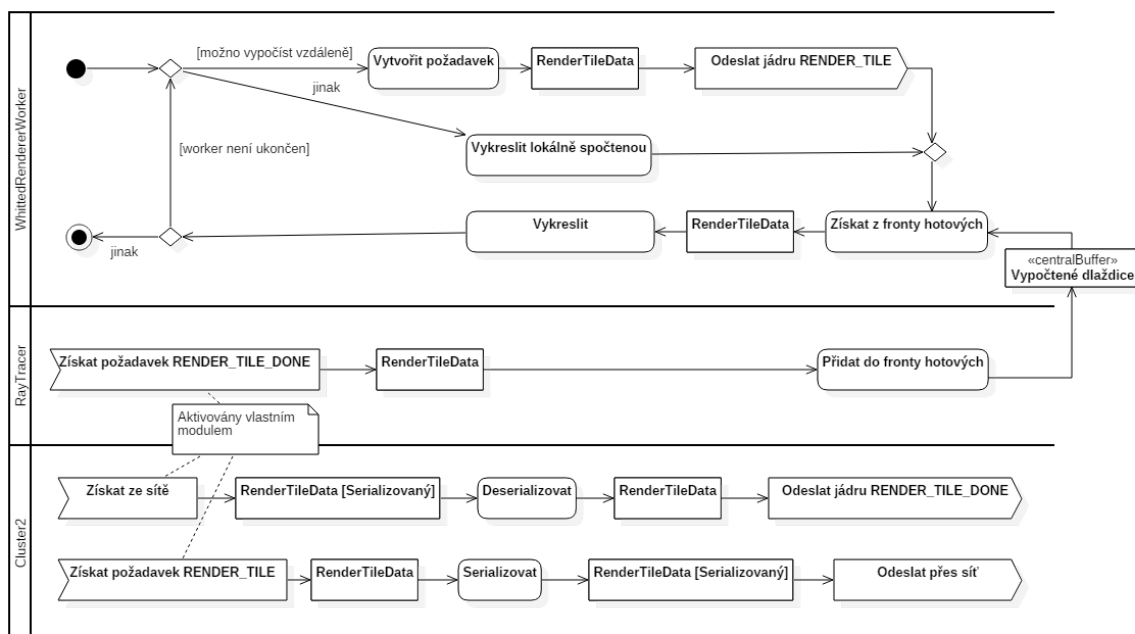 WhittedRendererWorker
[možno vypočíst vzdáleně]
Vytvořit požadavek
RenderTileData
Odeslat jádru RENDER_TILE
jinak
Vykreslit lokálně spočtenou
[worker není ukončen]
Vykreslit
RenderTileData
Získat z fronty hotových
jinak
«centralBuffer»
Vypočtené dlaždice
RayTracer
Získat požadavek RENDER_TILE_DONE
RenderTileData
Přidat do fronty hotových
Aktivovány vlastním
modulem
Cluster2
Získat ze sítě
RenderTileData [Serializovaný]
Deserializovat
RenderTileData
Odeslat jádru RENDER_TILE_DONE
Získat požadavek RENDER_TILE
RenderTileData
Serializovat
RenderTileData [Serializovaný]
Odeslat přes síť